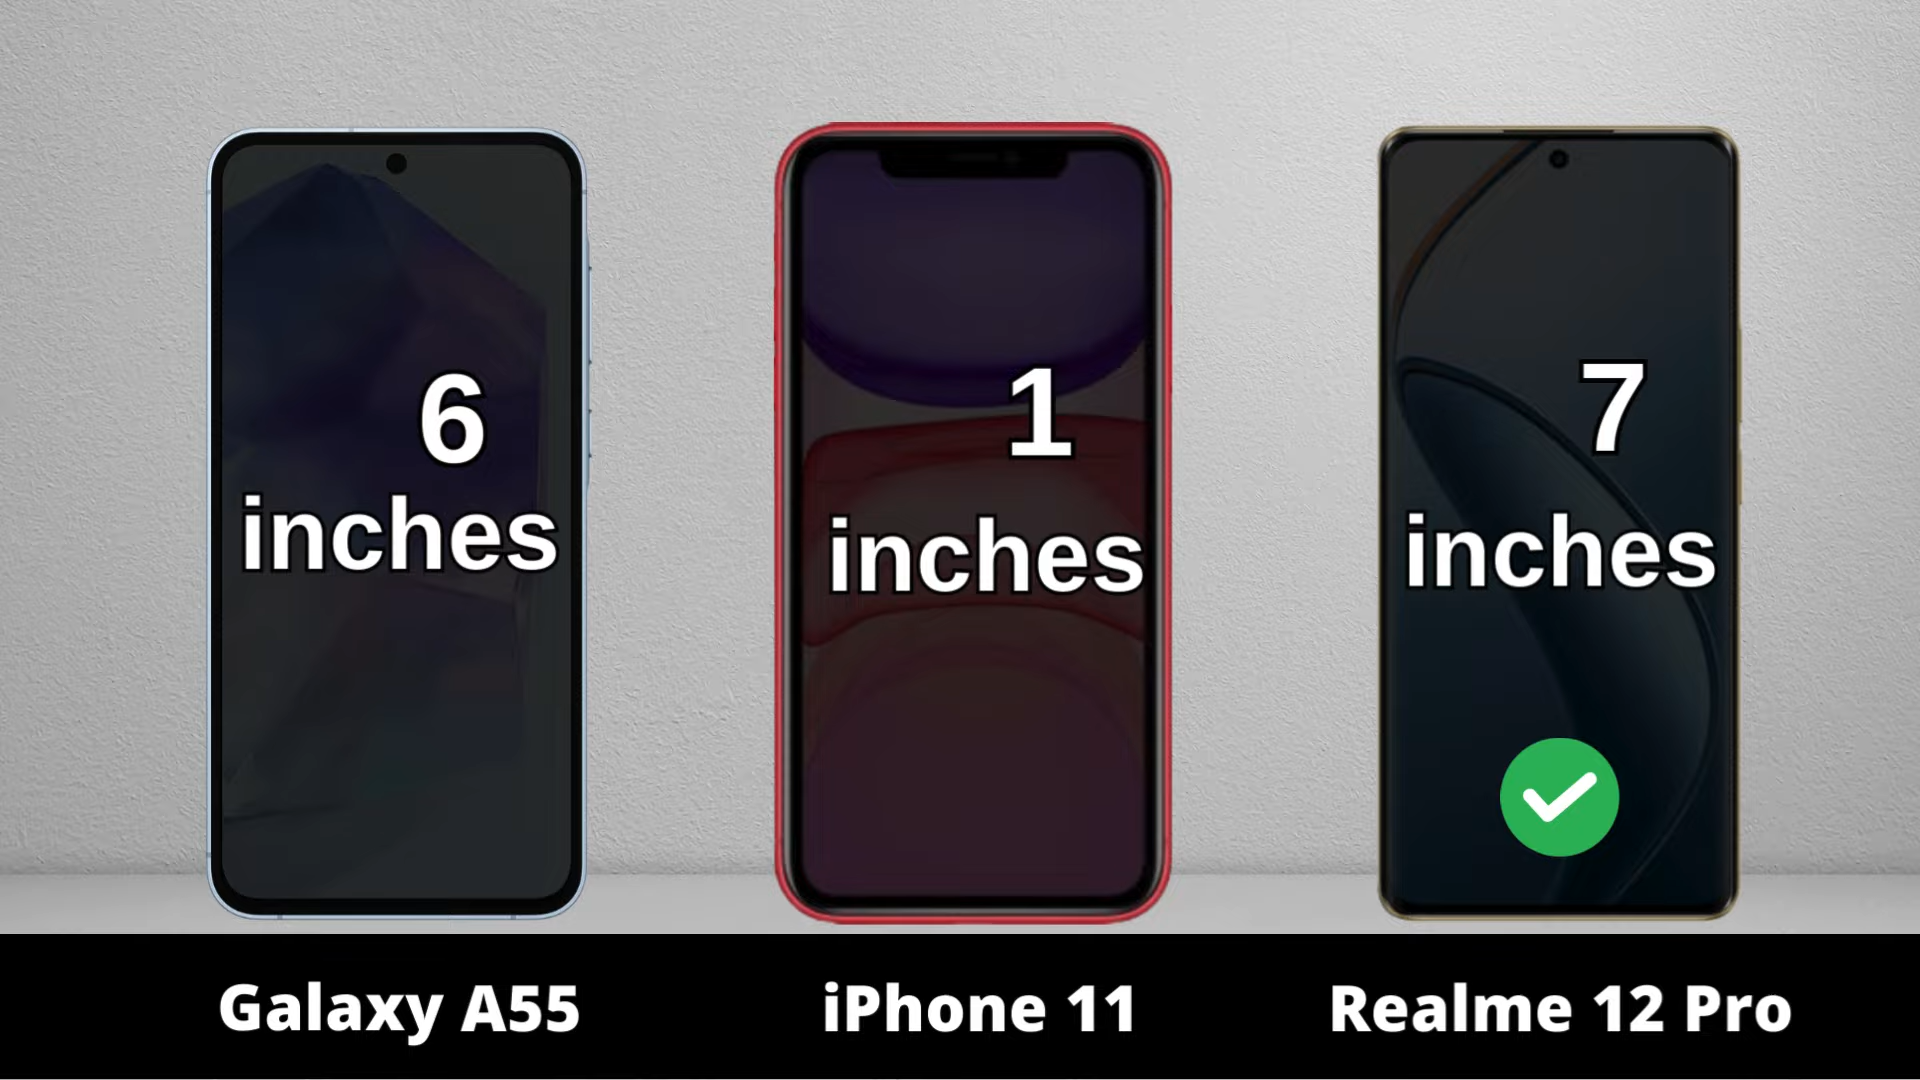 6
inches
1
inches
7
inches
Galaxy A55
iPhone 11
Realme 12 Pro